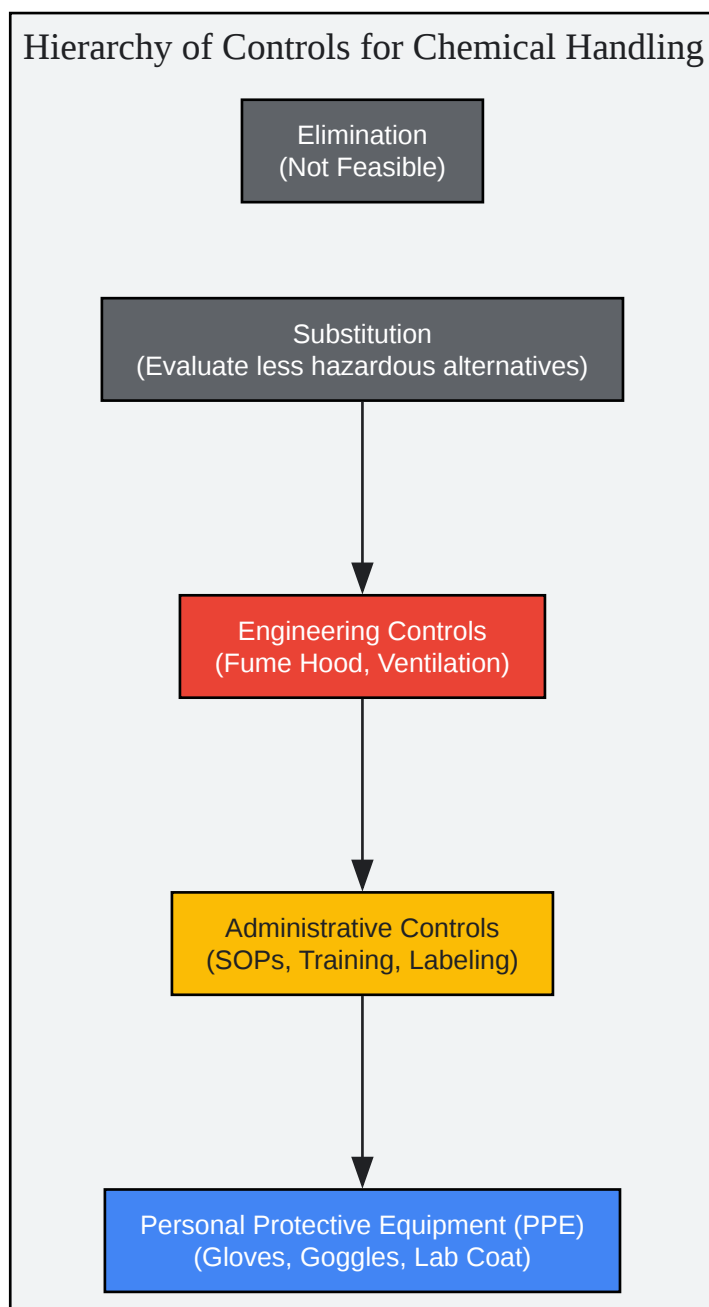 Hierarchy of Controls for Chemical Handling
Elimination
(Not Feasible)
Substitution
(Evaluate less hazardous alternatives)
Engineering Controls
(Fume Hood, Ventilation)
Administrative Controls
(SOPs, Training, Labeling)
Personal Protective Equipment (PPE)
(Gloves, Goggles, Lab Coat)